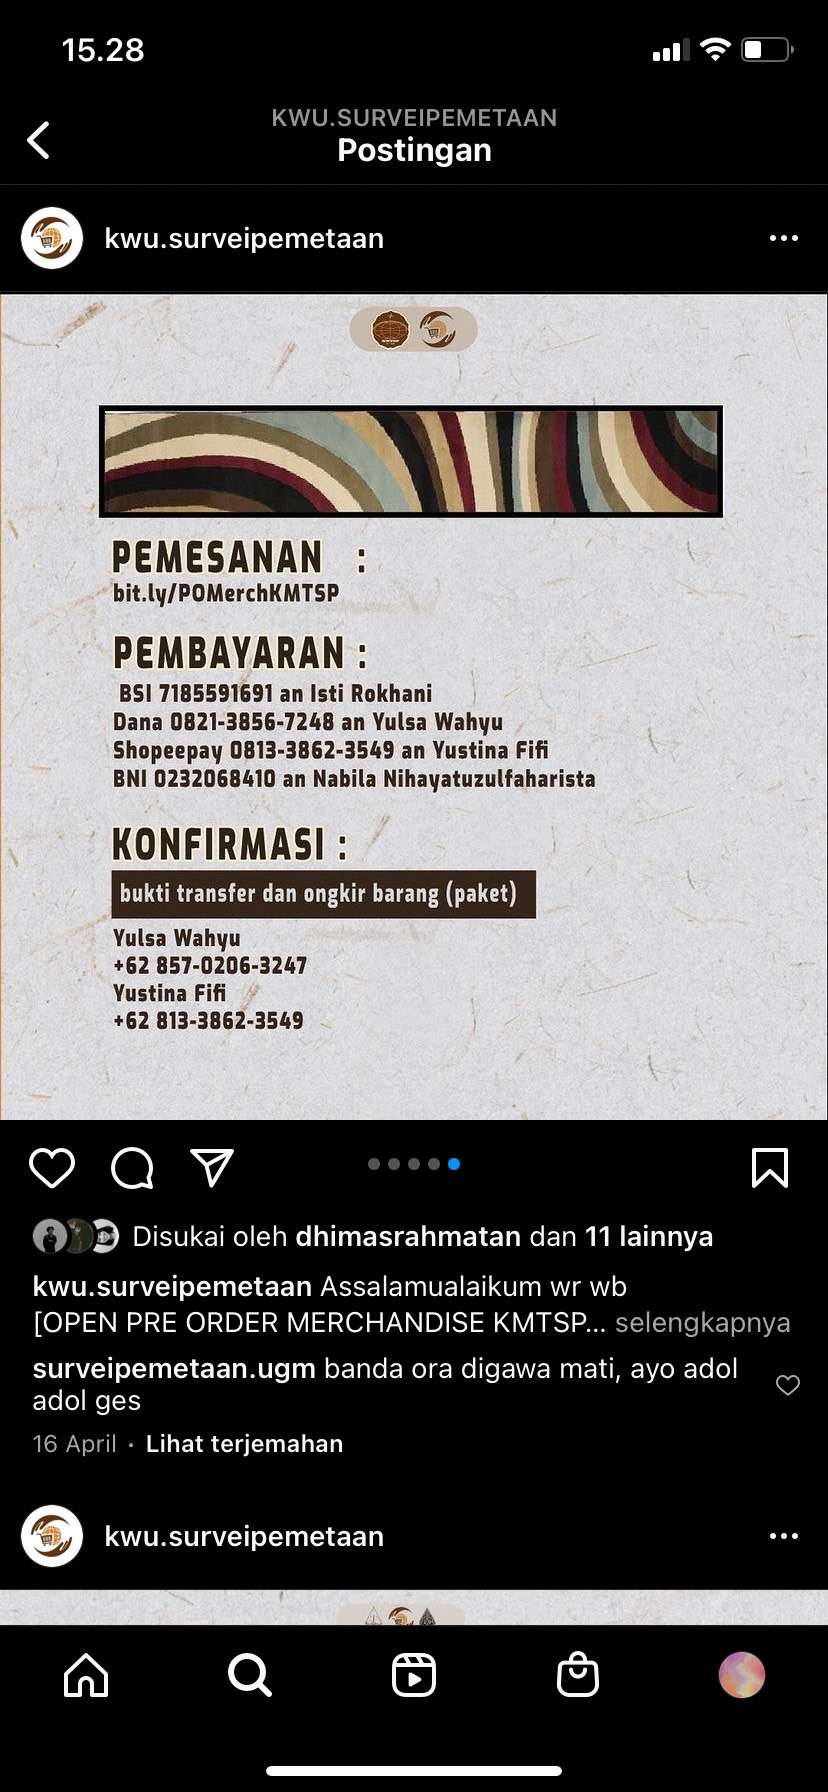 15.28
KWU.SURVEIPEMETAAN
Postingan
kwu.surveipemetaan
PEMESANAN :
bit.ly/POMerchKMTSP
PEMBAYARAN :
BSI 7185591691 an Isti Rokhani
Dana 0821-3856-7248 an Yulsa Wahyu
Shopeepay 0813-3862-3549 an Yustina Fifi
BNI 0232068410 an Nabila Nihayatuzulfaharista
KONFIRMASI :
bukti transfer dan ongkir barang (paket)
Yulsa Wahyu
+62 857-0206-3247
Yustina Fifi
+62 813-3862-3549
Disukai oleh dhimasrahmatan dan 11 lainnya
kwu.surveipemetaan Assalamualaikum wr wb
[OPEN PRE ORDER MERCHANDISE KMTSP... selengkapnya
surveipemetaan.ugm banda ora digawa mati, ayo adol
adol ges
16 April · Lihat terjemahan
kwu.surveipemetaan